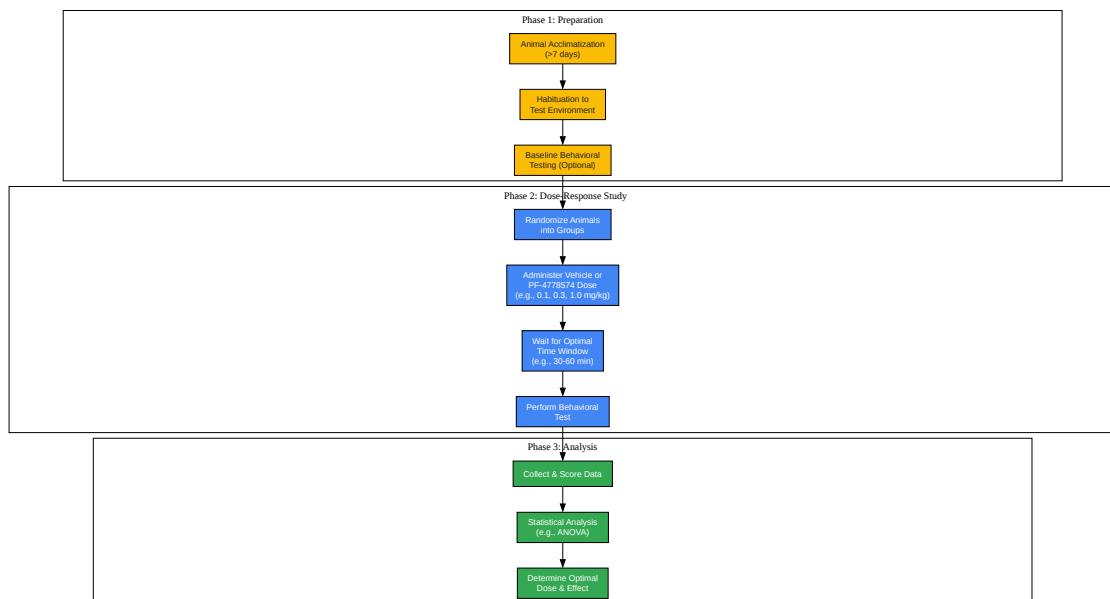 Phase 1: Preparation
Animal Acclimatization
(>7 days)
Habituation to
Test Environment
Baseline Behavioral
Testing (Optional)
Phase 2: Dose-Response Study
Randomize Animals
into Groups
Administer Vehicle or
PF-4778574 Dose
(e.g., 0.1, 0.3, 1.0 mg/kg)
Wait for Optimal
Time Window
(e.g., 30-60 min)
Perform Behavioral
Test
Phase 3: Analysis
Collect & Score Data
Statistical Analysis
(e.g., ANOVA)
Determine Optimal
Dose & Effect